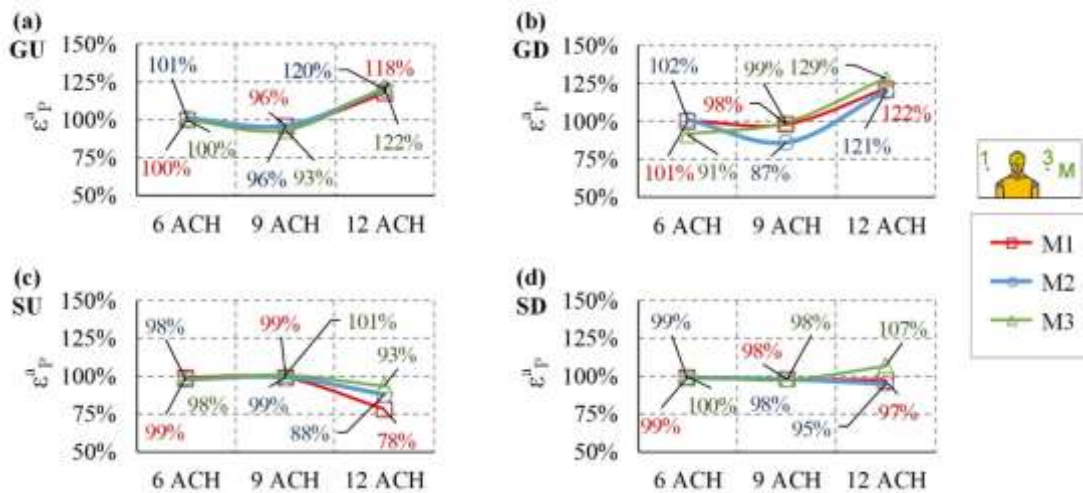 (a)
GU
150%
125%
100%
75%
50%
εᵃP
101%
100%
100%
96%
96%
93%
120%
118%
122%
6 ACH 9 ACH 12 ACH
(b)
GD
150%
125%
100%
75%
50%
εᵃP
102%
101%
91%
99%
98%
87%
129%
122%
121%
6 ACH 9 ACH 12 ACH
(c)
SU
150%
125%
100%
75%
50%
εᵃP
98%
98%
99%
99%
101%
99%
93%
88%
78%
6 ACH 9 ACH 12 ACH
(d)
SD
150%
125%
100%
75%
50%
εᵃP
99%
100%
99%
98%
98%
98%
107%
97%
95%
6 ACH 9 ACH 12 ACH
1 3 M
M1
M2
M3